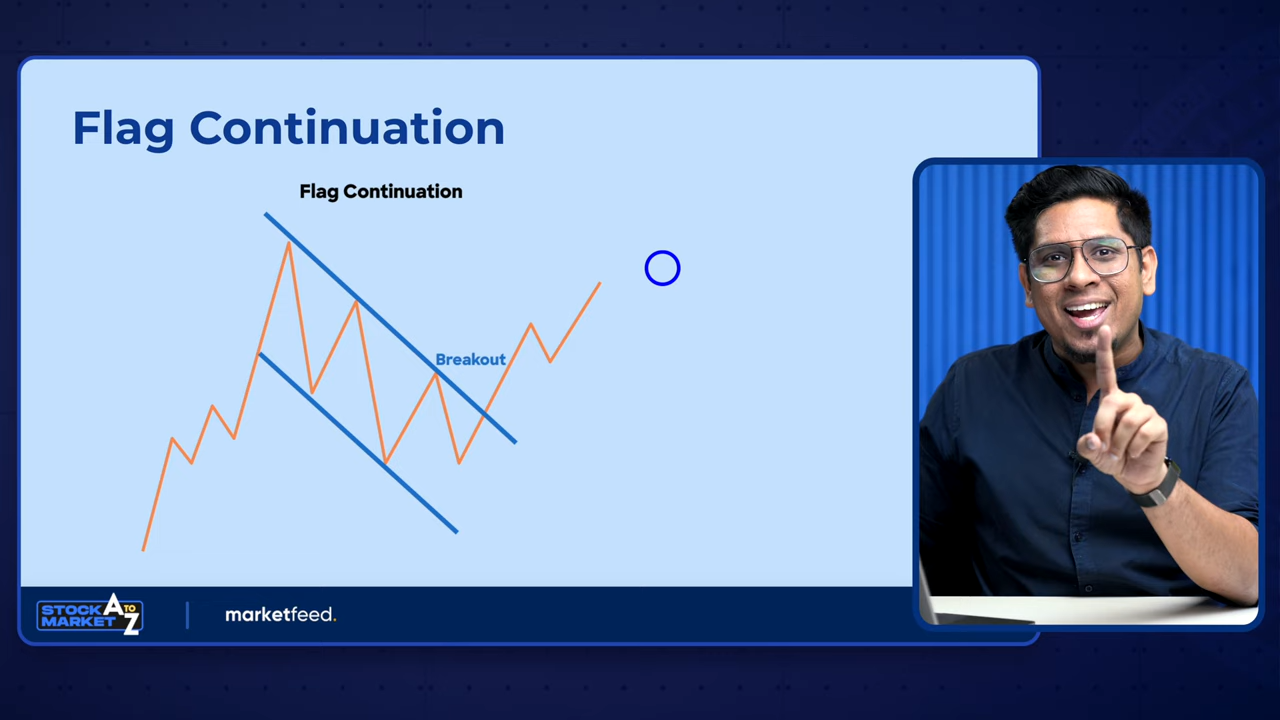 Flag Continuation
Flag Continuation
Breakout
STOCK MARKET A TO Z
marketfeed.